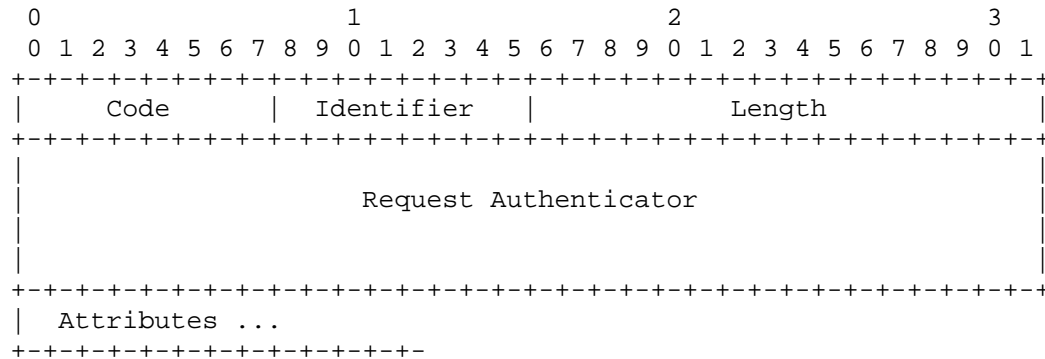 0                   1                   2                   3
 0 1 2 3 4 5 6 7 8 9 0 1 2 3 4 5 6 7 8 9 0 1 2 3 4 5 6 7 8 9 0 1
+-+-+-+-+-+-+-+-+-+-+-+-+-+-+-+-+-+-+-+-+-+-+-+-+-+-+-+-+-+-+-+-+
|     Code      |  Identifier   |            Length             |
+-+-+-+-+-+-+-+-+-+-+-+-+-+-+-+-+-+-+-+-+-+-+-+-+-+-+-+-+-+-+-+-+
|                                                               |
|                     Request Authenticator                     |
|                                                               |
|                                                               |
+-+-+-+-+-+-+-+-+-+-+-+-+-+-+-+-+-+-+-+-+-+-+-+-+-+-+-+-+-+-+-+-+
|  Attributes ...
+-+-+-+-+-+-+-+-+-+-+-+-+-